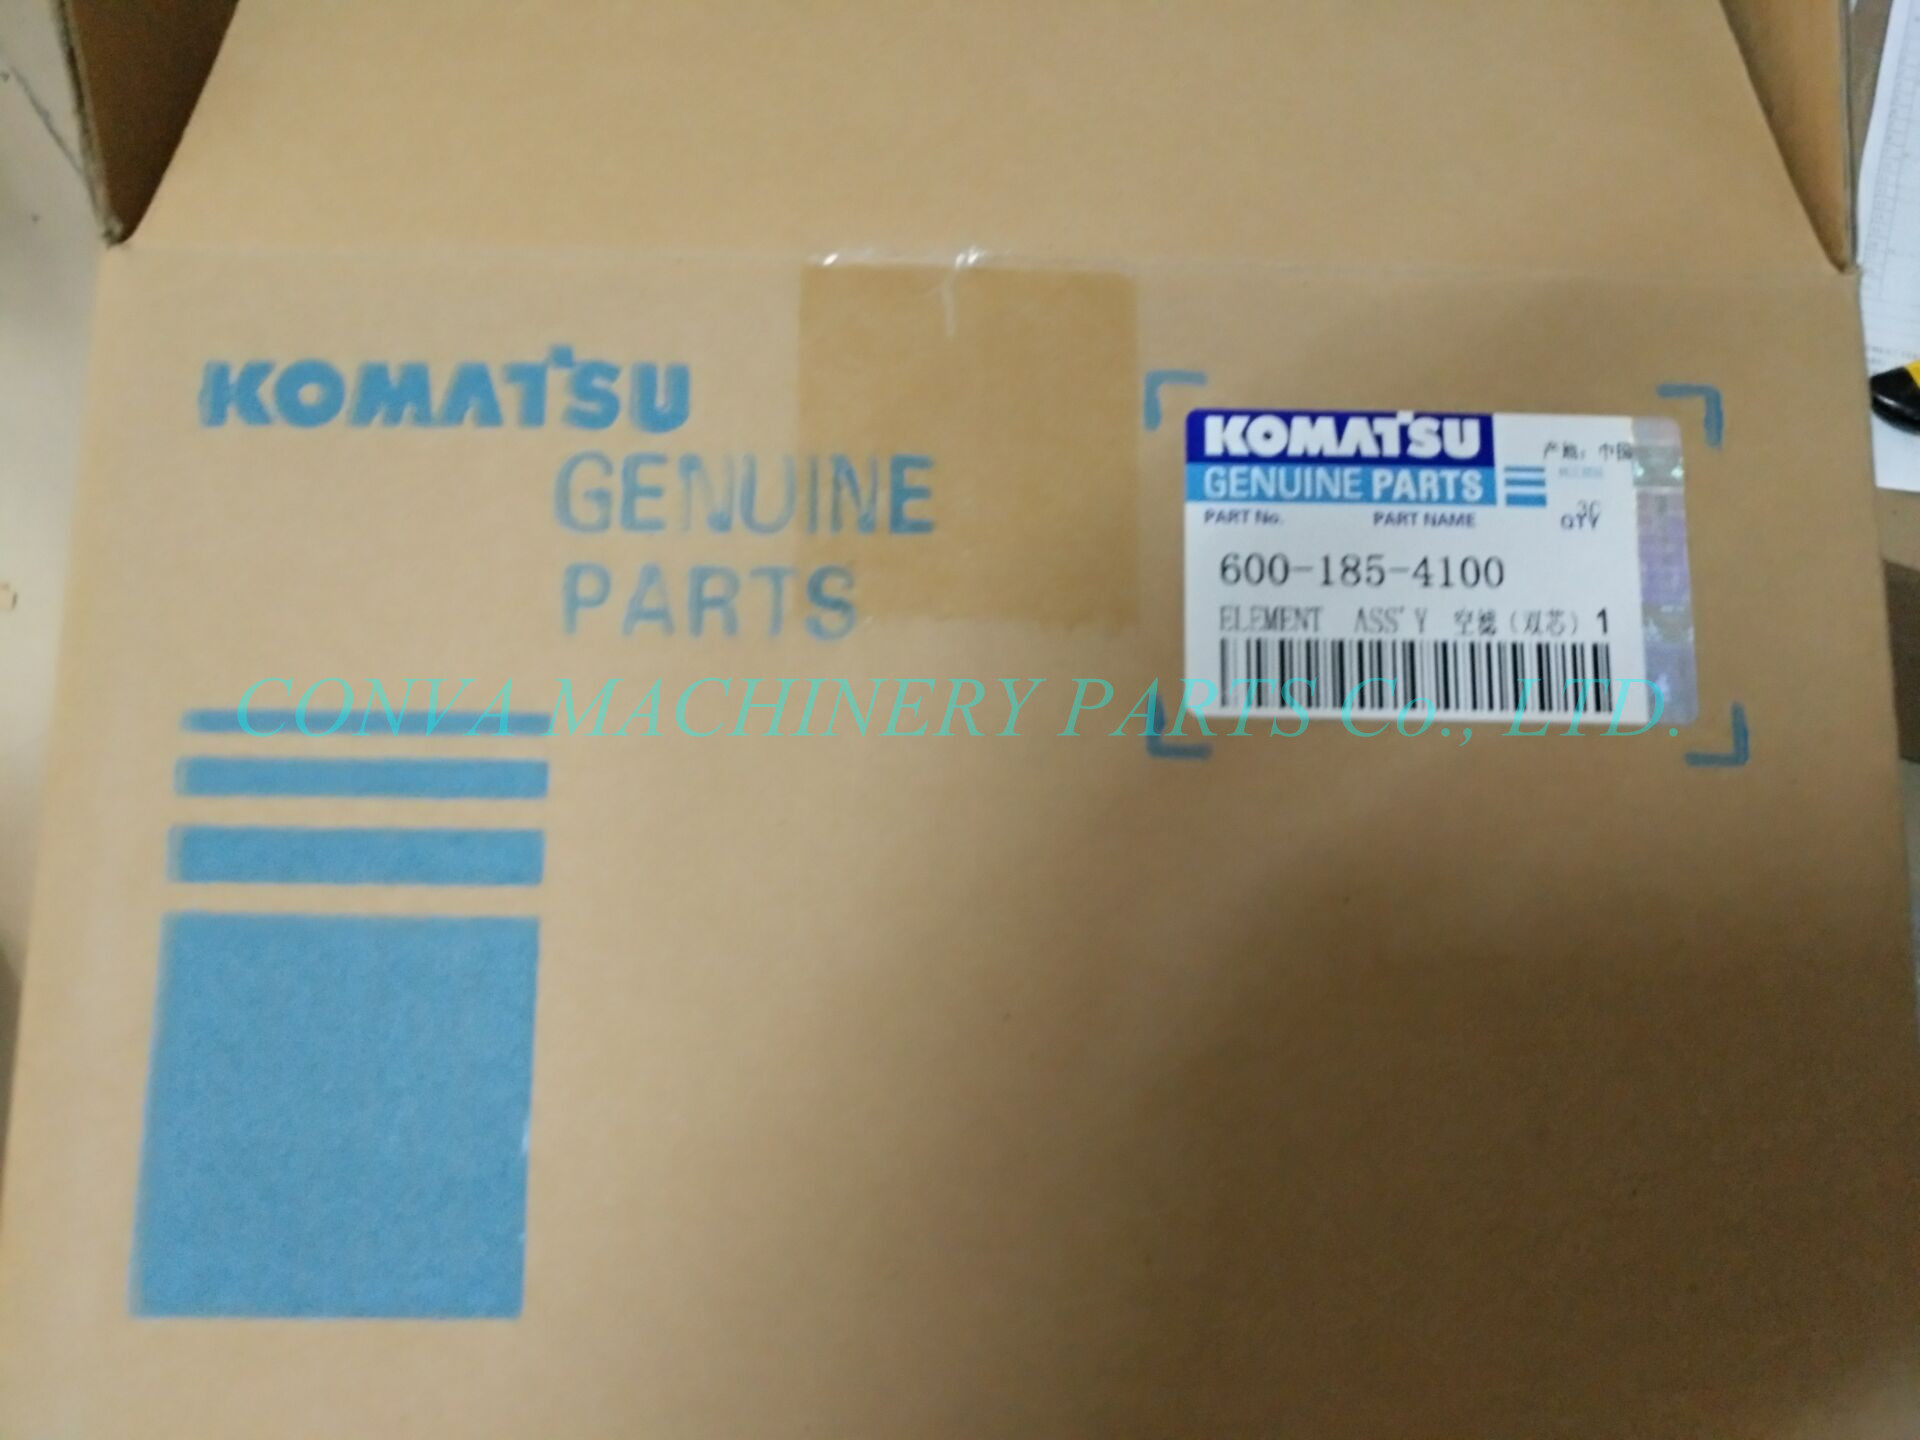 KOMATSU
GENUINE
PARTS
KOMATSU
GENUINE PARTS
产地：中国
3C
PART No. PART NAME QTY
600-185-4100
ELEMENT ASS'Y 空滤（双芯） 1
CONVA MACHINERY PARTS Co., LTD.